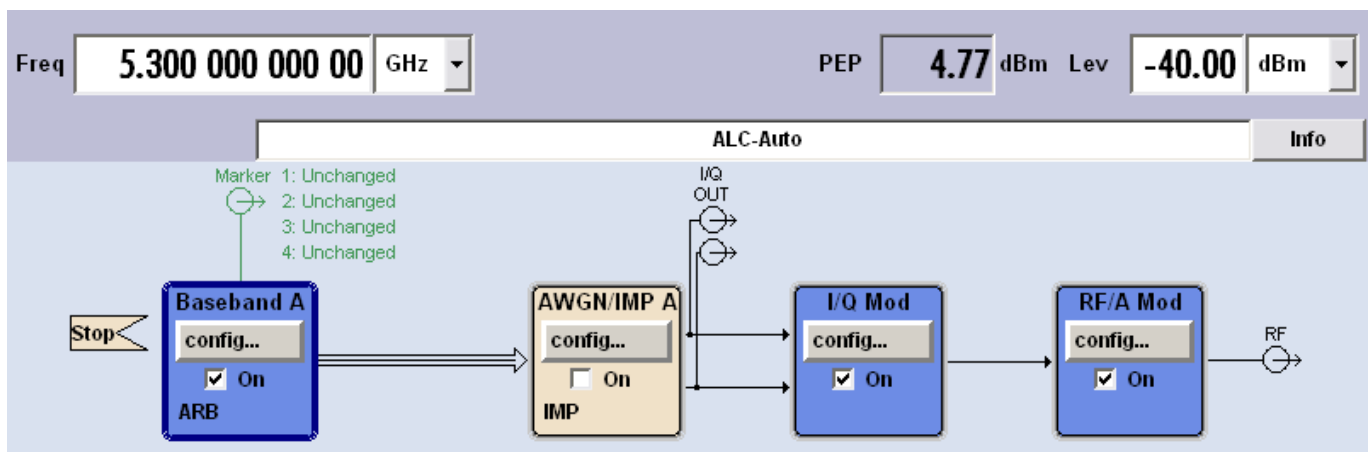 Freq 5.300 000 000 00 GHz PEP 4.77 dBm Lev -40.00 dBm
ALC-Auto Info
Marker 1: Unchanged
2: Unchanged
3: Unchanged
4: Unchanged
I/Q
OUT
Stop
Baseband A
config...
On
ARB
AWGN/IMP A
config...
On
IMP
I/Q Mod
config...
On
RF/A Mod
config...
On
RF